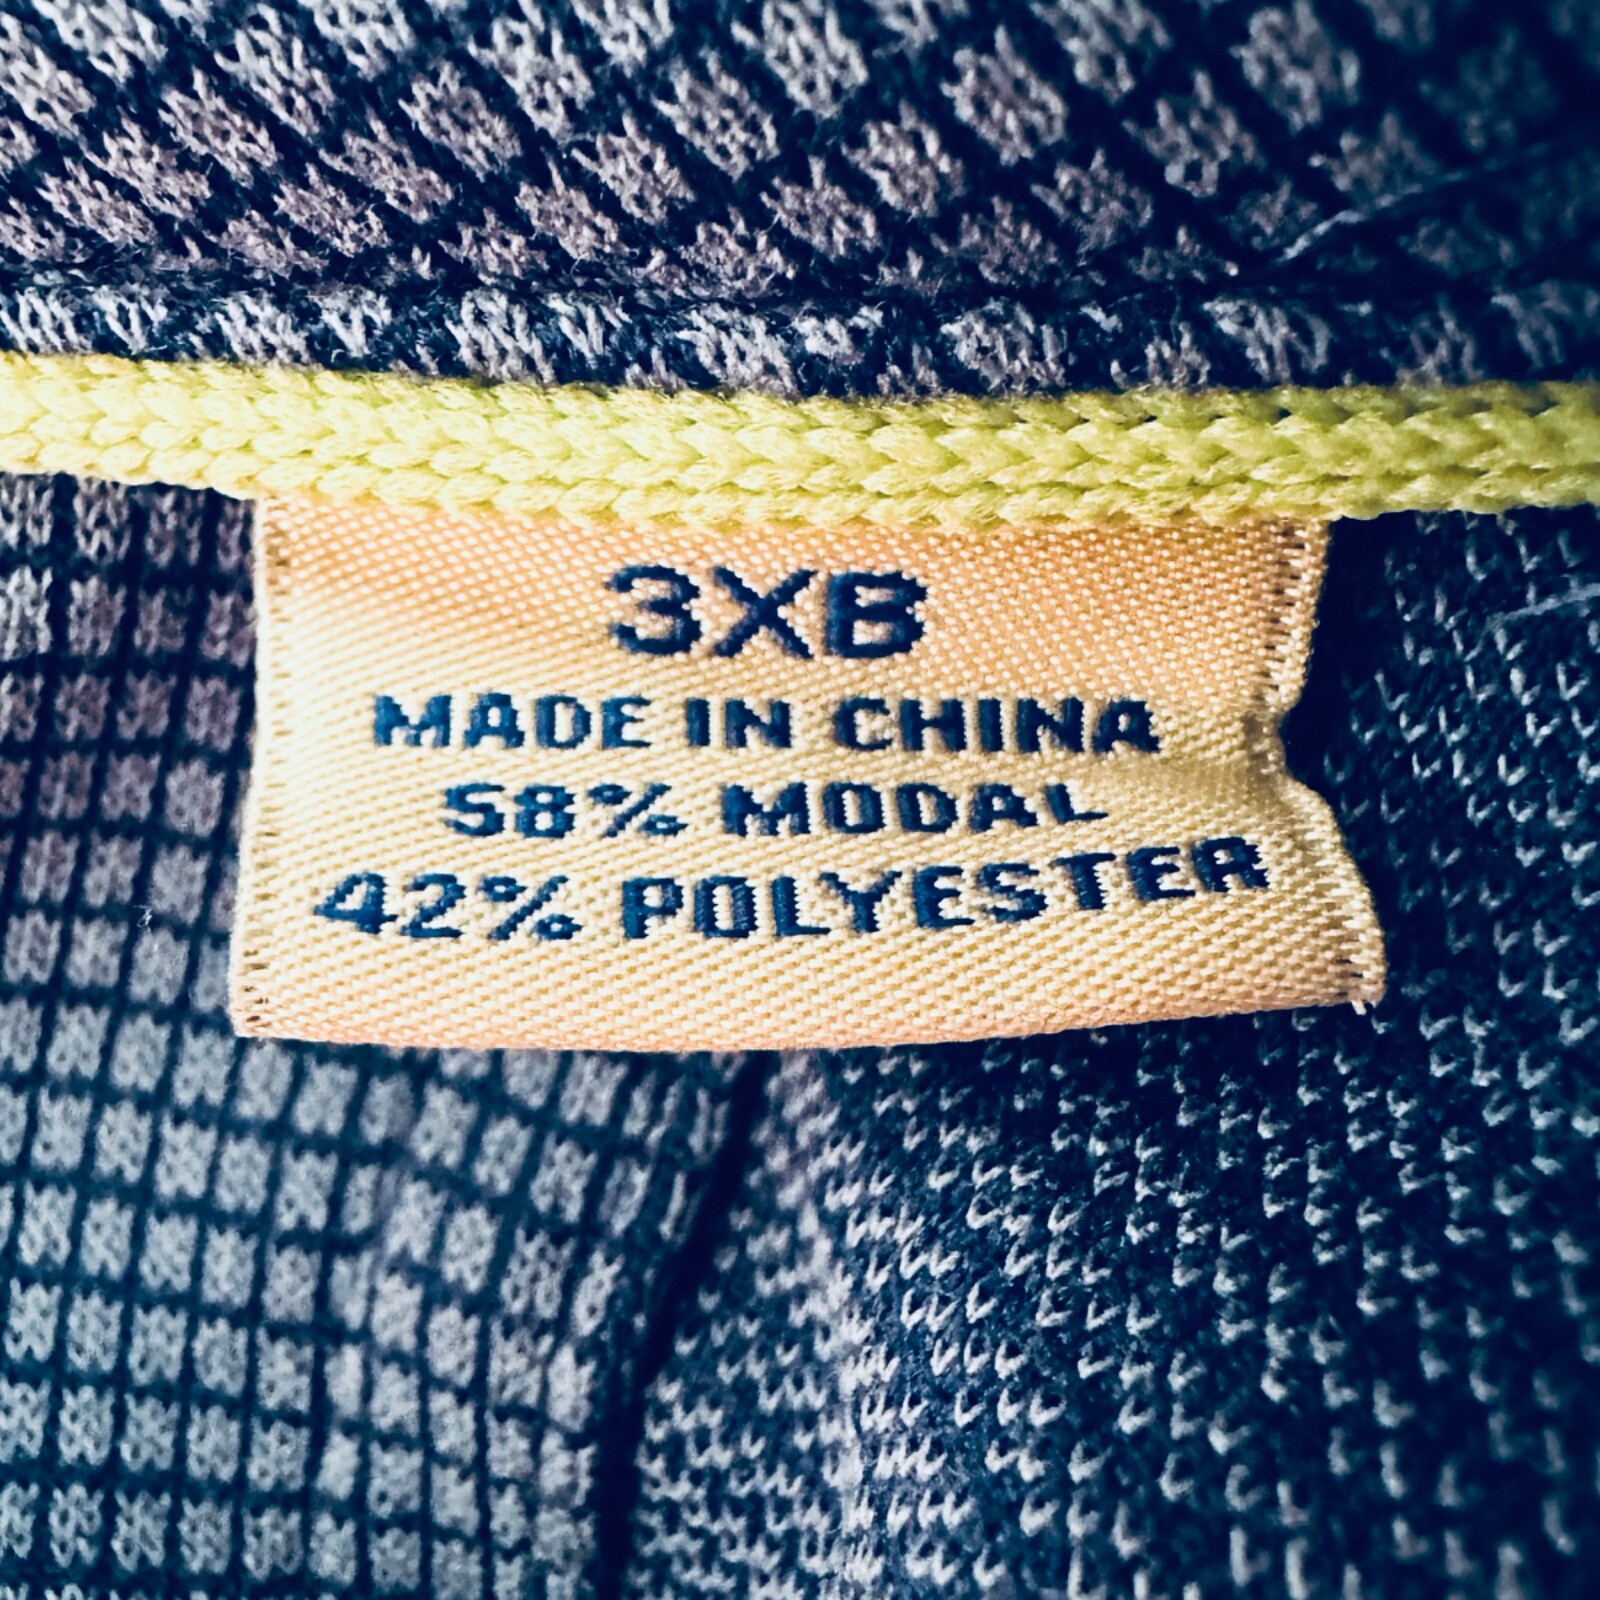 3XB
MADE IN CHINA
58% MODAL
42% POLYESTER